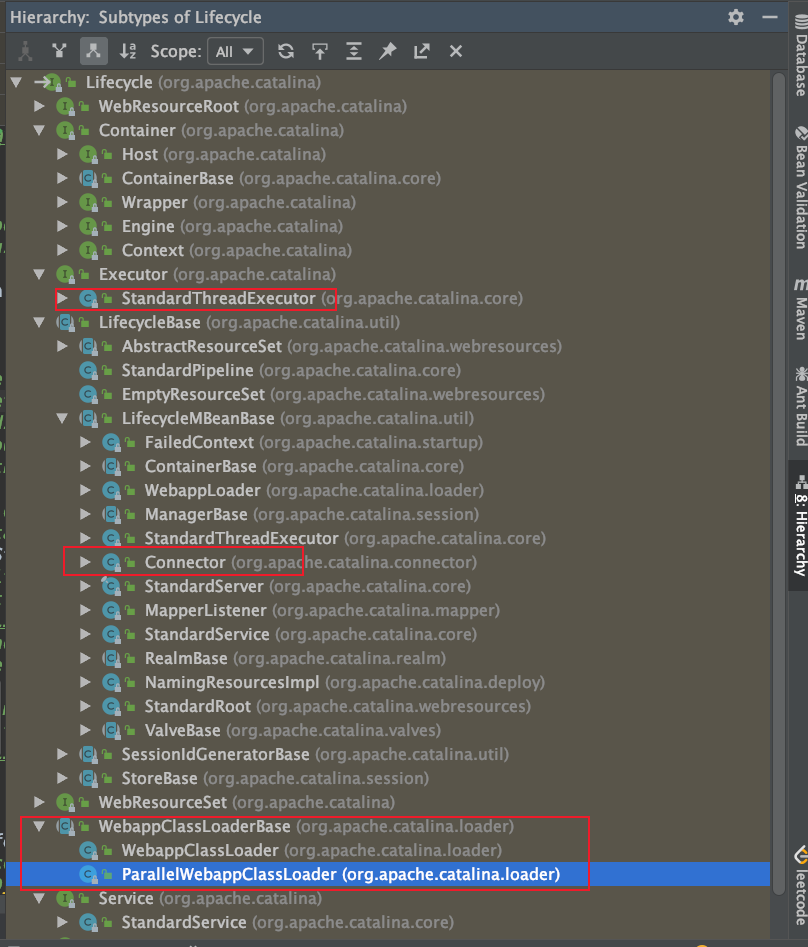 Hierarchy: Subtypes of Lifecycle
Scope: All
Lifecycle (org.apache.catalina)
WebResourceRoot (org.apache.catalina)
Container (org.apache.catalina)
Host (org.apache.catalina)
ContainerBase (org.apache.catalina.core)
Wrapper (org.apache.catalina)
Engine (org.apache.catalina)
Context (org.apache.catalina)
Executor (org.apache.catalina)
StandardThreadExecutor (org.apache.catalina.core)
LifecycleBase (org.apache.catalina.util)
AbstractResourceSet (org.apache.catalina.webresources)
StandardPipeline (org.apache.catalina.core)
EmptyResourceSet (org.apache.catalina.webresources)
LifecycleMBeanBase (org.apache.catalina.util)
FailedContext (org.apache.catalina.startup)
ContainerBase (org.apache.catalina.core)
WebappLoader (org.apache.catalina.loader)
ManagerBase (org.apache.catalina.session)
StandardThreadExecutor (org.apache.catalina.core)
Connector (org.apache.catalina.connector)
StandardServer (org.apache.catalina.core)
MapperListener (org.apache.catalina.mapper)
StandardService (org.apache.catalina.core)
RealmBase (org.apache.catalina.realm)
NamingResourcesImpl (org.apache.catalina.deploy)
StandardRoot (org.apache.catalina.webresources)
ValveBase (org.apache.catalina.valves)
SessionIdGeneratorBase (org.apache.catalina.util)
StoreBase (org.apache.catalina.session)
WebResourceSet (org.apache.catalina)
WebappClassLoaderBase (org.apache.catalina.loader)
WebappClassLoader (org.apache.catalina.loader)
ParallelWebappClassLoader (org.apache.catalina.loader)
Service (org.apache.catalina)
StandardService (org.apache.catalina.core)
Database
Bean Validation
Maven
Ant Build
8: Hierarchy
leetcode